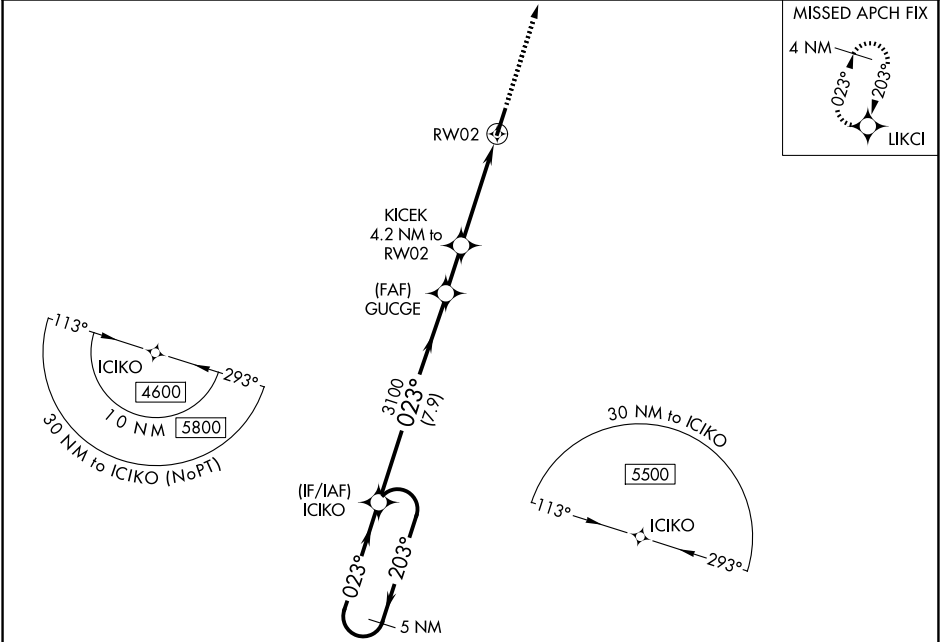 MISSED APCH FIX
4 NM
023°
203°
LIKCI
RW02
KICEK
4.2 NM to
RW02
(FAF)
GUCGE
3100
023°
(7.9)
(IF/IAF)
ICIKO
023°
203°
5 NM
113°
ICIKO
293°
4600
10 NM
5800
30 NM to ICIKO (NoPT)
30 NM to ICIKO
5500
113°
ICIKO
293°